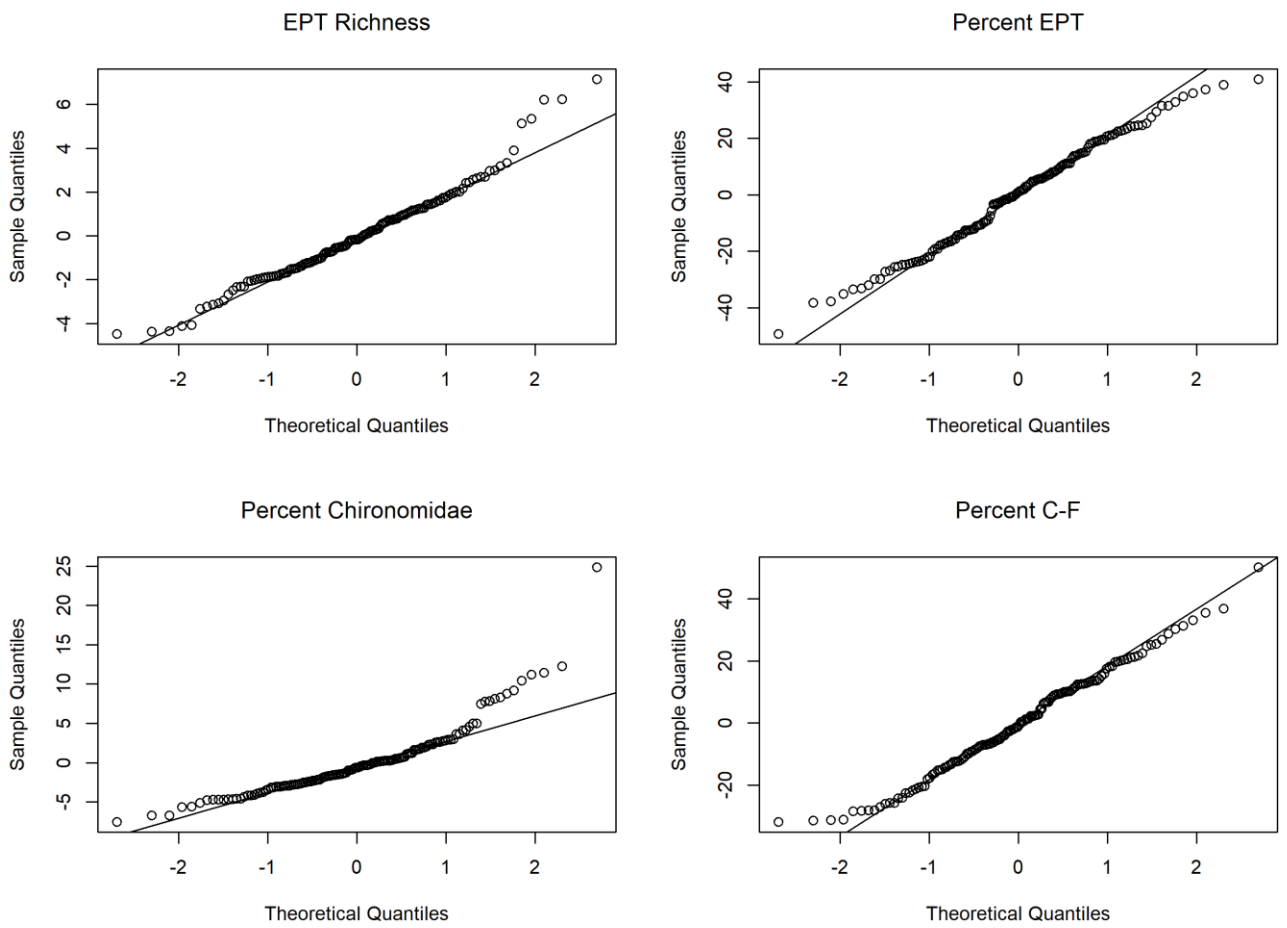 EPT Richness
Sample Quantiles
6
4
2
0
-2
-4
-2 -1 0 1 2
Theoretical Quantiles
Percent EPT
Sample Quantiles
40
20
0
-20
-40
-2 -1 0 1 2
Theoretical Quantiles
Percent Chironomidae
Sample Quantiles
25
20
15
10
5
0
-5
-2 -1 0 1 2
Theoretical Quantiles
Percent C-F
Sample Quantiles
40
20
0
-20
-2 -1 0 1 2
Theoretical Quantiles